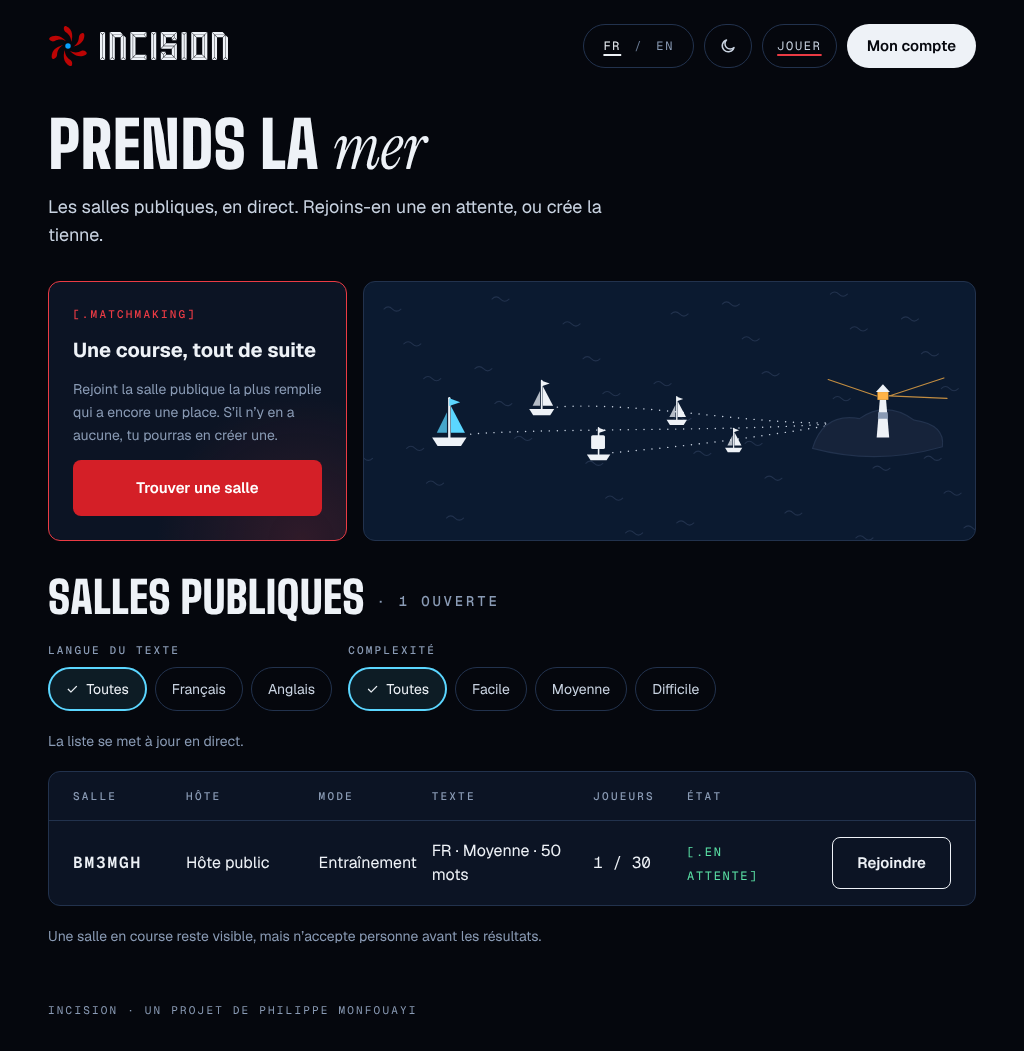 INCISION
FR / EN
JOUER
Mon compte
PRENDS LA mer
Les salles publiques, en direct. Rejoins-en une en attente, ou crée la
tienne.
[.MATCHMAKING]
Une course, tout de suite
Rejoint la salle publique la plus remplie
qui a encore une place. S’il n’y en a
aucune, tu pourras en créer une.
Trouver une salle
SALLES PUBLIQUES · 1 OUVERTE
LANGUE DU TEXTE
Toutes Français Anglais
COMPLEXITÉ
Toutes Facile Moyenne Difficile
La liste se met à jour en direct.
SALLE HÔTE MODE TEXTE JOUEURS ÉTAT
BM3MGH
Hôte public
Entraînement
FR · Moyenne · 50
mots
1 / 30
[.EN
ATTENTE]
Rejoindre
Une salle en course reste visible, mais n’accepte personne avant les résultats.
INCISION · UN PROJET DE PHILIPPE MONFOUAYI